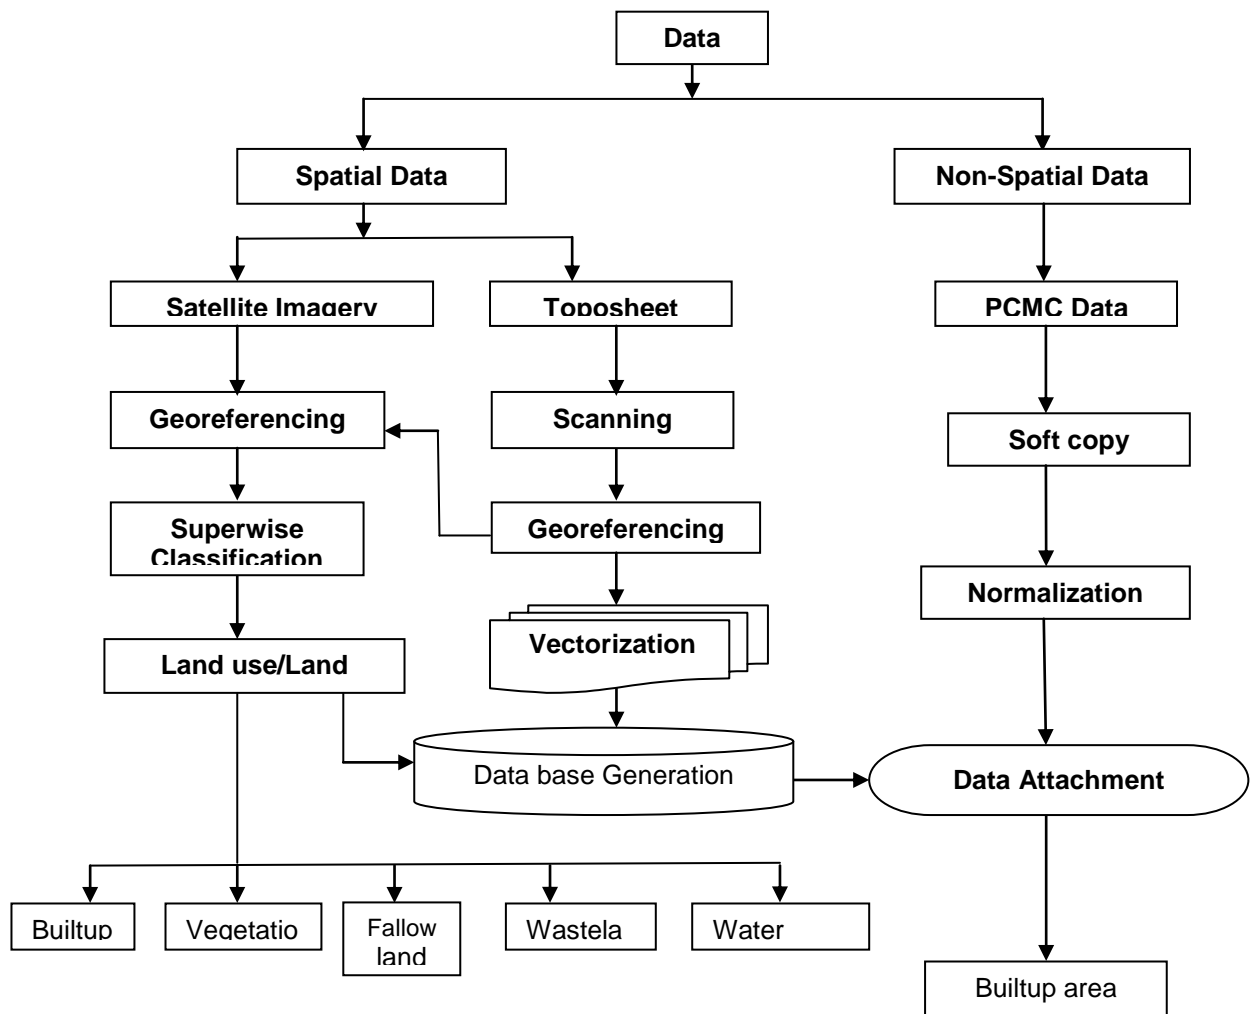 Data
Spatial Data
Non-Spatial Data
Satellite Imagery
Toposheet
PCMC Data
Georeferencing
Scanning
Soft copy
Superwise
Classification
Georeferencing
Normalization
Land use/Land
Vectorization
Data base Generation
Data Attachment
Builtup
Vegetatio
Fallow
land
Wastela
Water
Builtup area